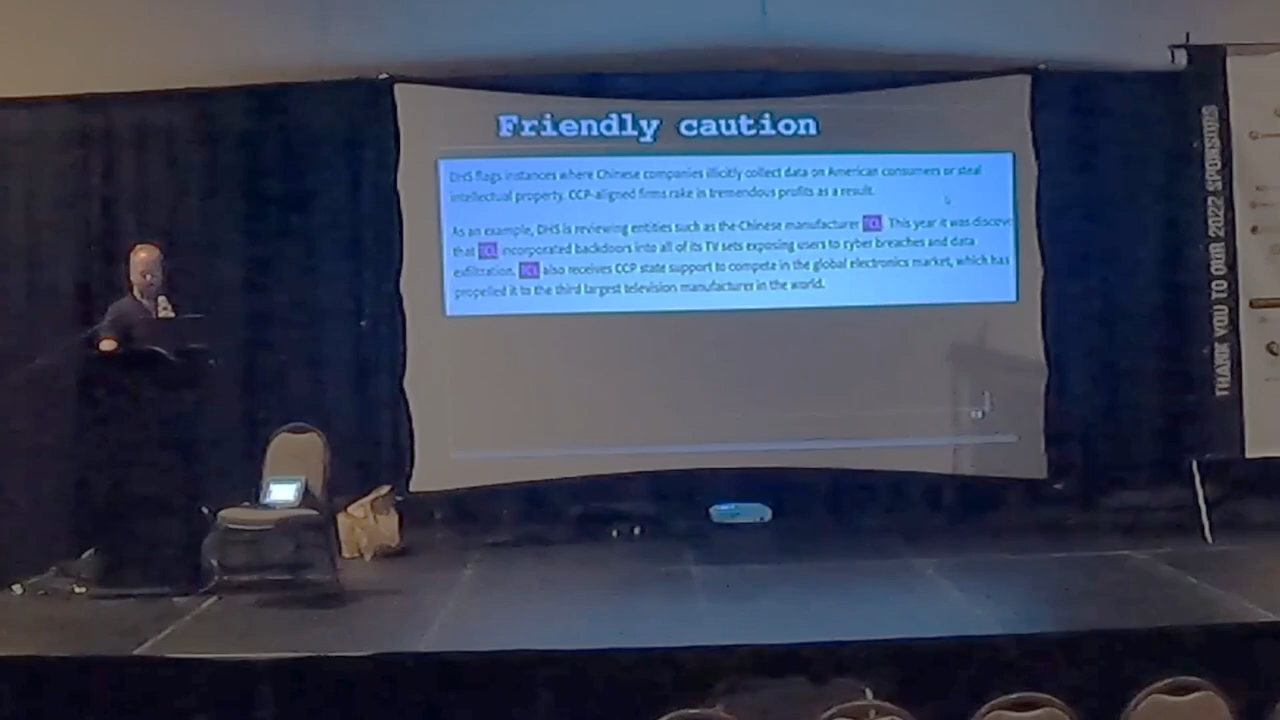 Friendly caution
DHS flags instances where Chinese companies illicitly collect data on American consumers or steal
intellectual property. CCP-aligned firms rake in tremendous profits as a result.
As an example, DHS is reviewing entities such as the Chinese manufacturer TCL. This year it was discove
that TCL incorporated backdoors into all of its TV sets exposing users to cyber breaches and data
exfiltration. TCL also receives CCP state support to compete in the global electronics market, which has
propelled it to the third largest television manufacturer in the world.
THANK YOU TO OUR 2022 SPONSORS